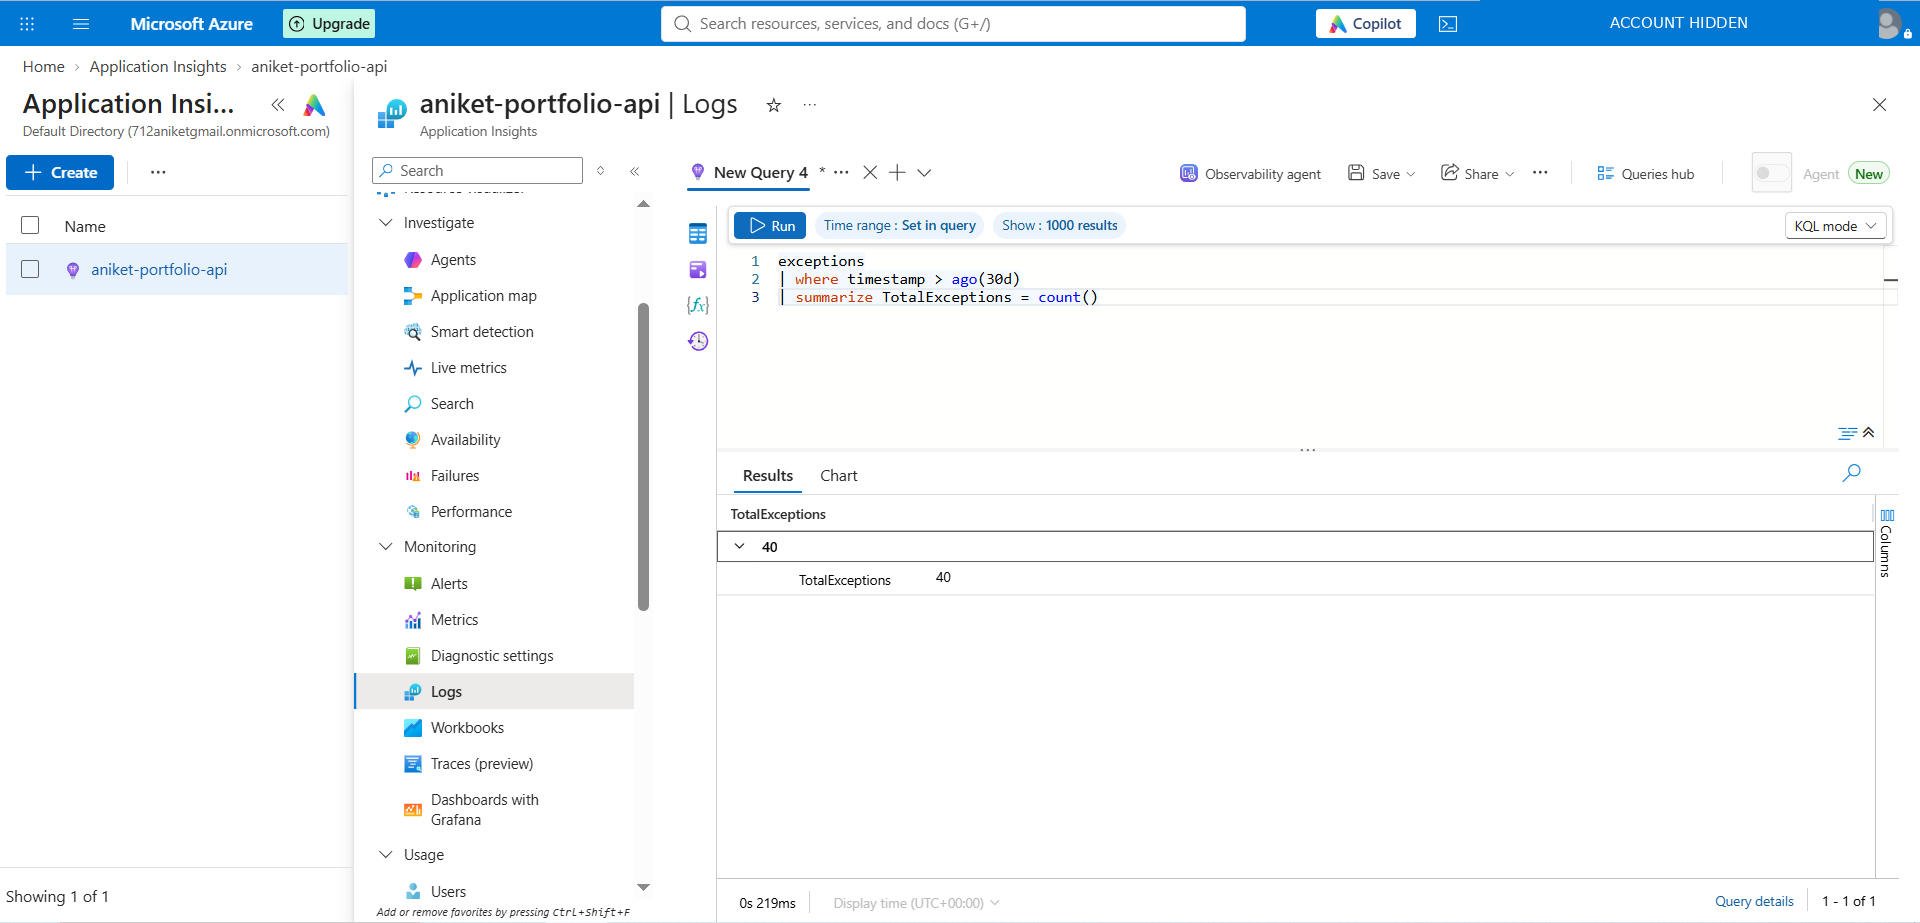 Microsoft Azure
Upgrade
Search resources, services, and docs (G+/)
Copilot
ACCOUNT HIDDEN
Home › Application Insights › aniket-portfolio-api
Application Insi...
Default Directory (712aniketgmail.onmicrosoft.com)
Create
Name
aniket-portfolio-api
Showing 1 of 1
aniket-portfolio-api | Logs
Application Insights
Search
Investigate
Agents
Application map
Smart detection
Live metrics
Search
Availability
Failures
Performance
Monitoring
Alerts
Metrics
Diagnostic settings
Logs
Workbooks
Traces (preview)
Dashboards with
Grafana
Usage
Users
Add or remove favorites by pressing Ctrl+Shift+F
New Query 4 *
Observability agent
Save
Share
Queries hub
Agent
New
Run
Time range : Set in query
Show : 1000 results
KQL mode
1 exceptions
2 | where timestamp > ago(30d)
3 | summarize TotalExceptions = count()
Results
Chart
TotalExceptions
40
TotalExceptions 40
Columns
0s 219ms
Display time (UTC+00:00)
Query details
1 - 1 of 1